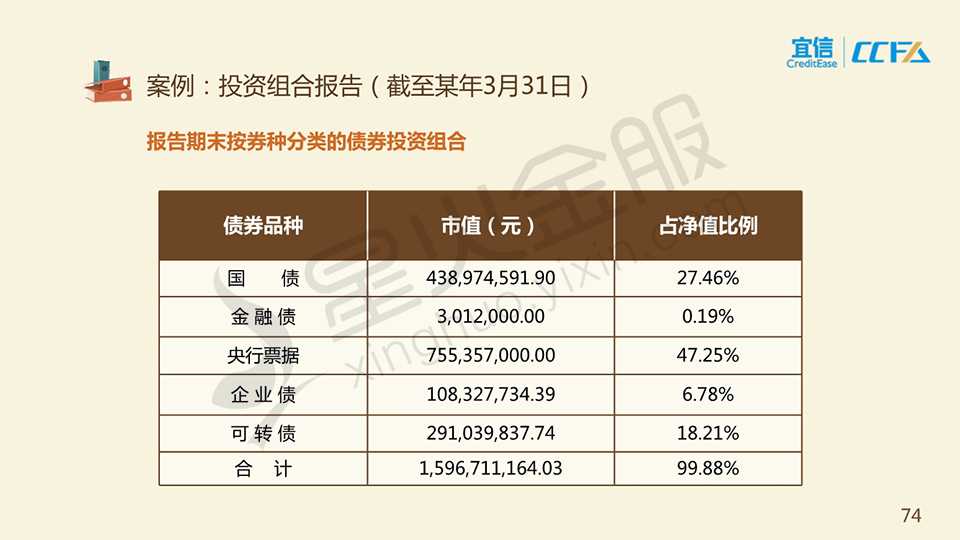 宜信
CreditEase
CCFA
案例：投资组合报告（截至某年3月31日）
报告期末按券种分类的债券投资组合
债券品种 市值（元） 占净值比例
国 债 438,974,591.90 27.46%
金融债 3,012,000.00 0.19%
央行票据 755,357,000.00 47.25%
企业债 108,327,734.39 6.78%
可转债 291,039,837.74 18.21%
合 计 1,596,711,164.03 99.88%
星火金服
xinghuo.yixin.com
74